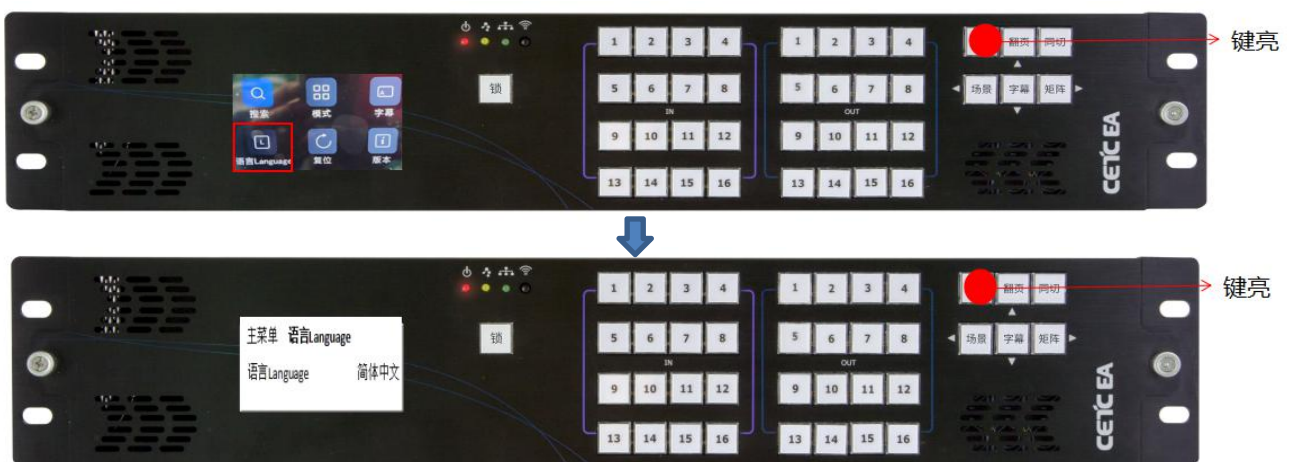 1 2 3 4
1 2 3 4
翻页 同切
键亮
搜索 模式 字幕
锁
5 6 7 8
5 6 7 8
场景 字幕 矩阵
IN
OUT
语言Language 复位 版本
9 10 11 12
9 10 11 12
13 14 15 16
13 14 15 16
CETC EA
1 2 3 4
1 2 3 4
翻页 同切
键亮
主菜单 语言Language
锁
5 6 7 8
5 6 7 8
场景 字幕 矩阵
语言Language 简体中文
IN
OUT
9 10 11 12
9 10 11 12
13 14 15 16
13 14 15 16
CETC EA